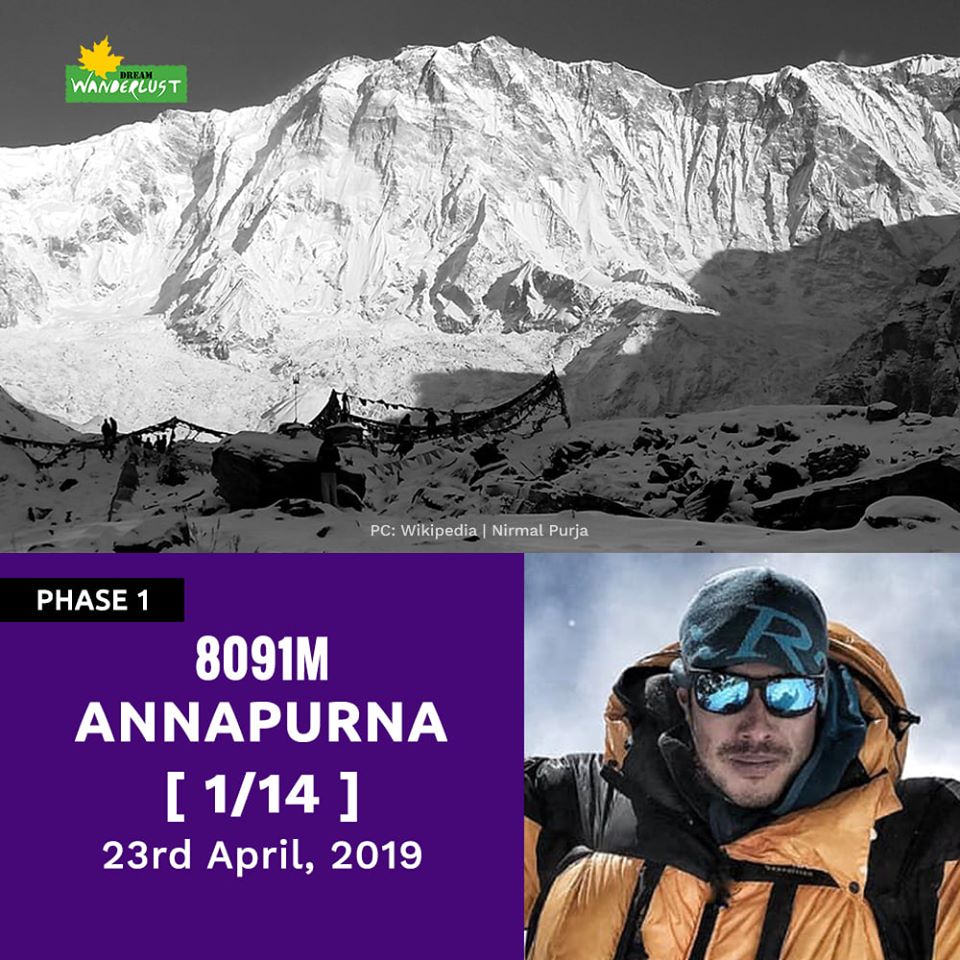 DREAM
WANDERLUST
PC: Wikipedia | Nirmal Purja
PHASE 1
8091M
ANNAPURNA
[ 1/14 ]
23rd April, 2019
R